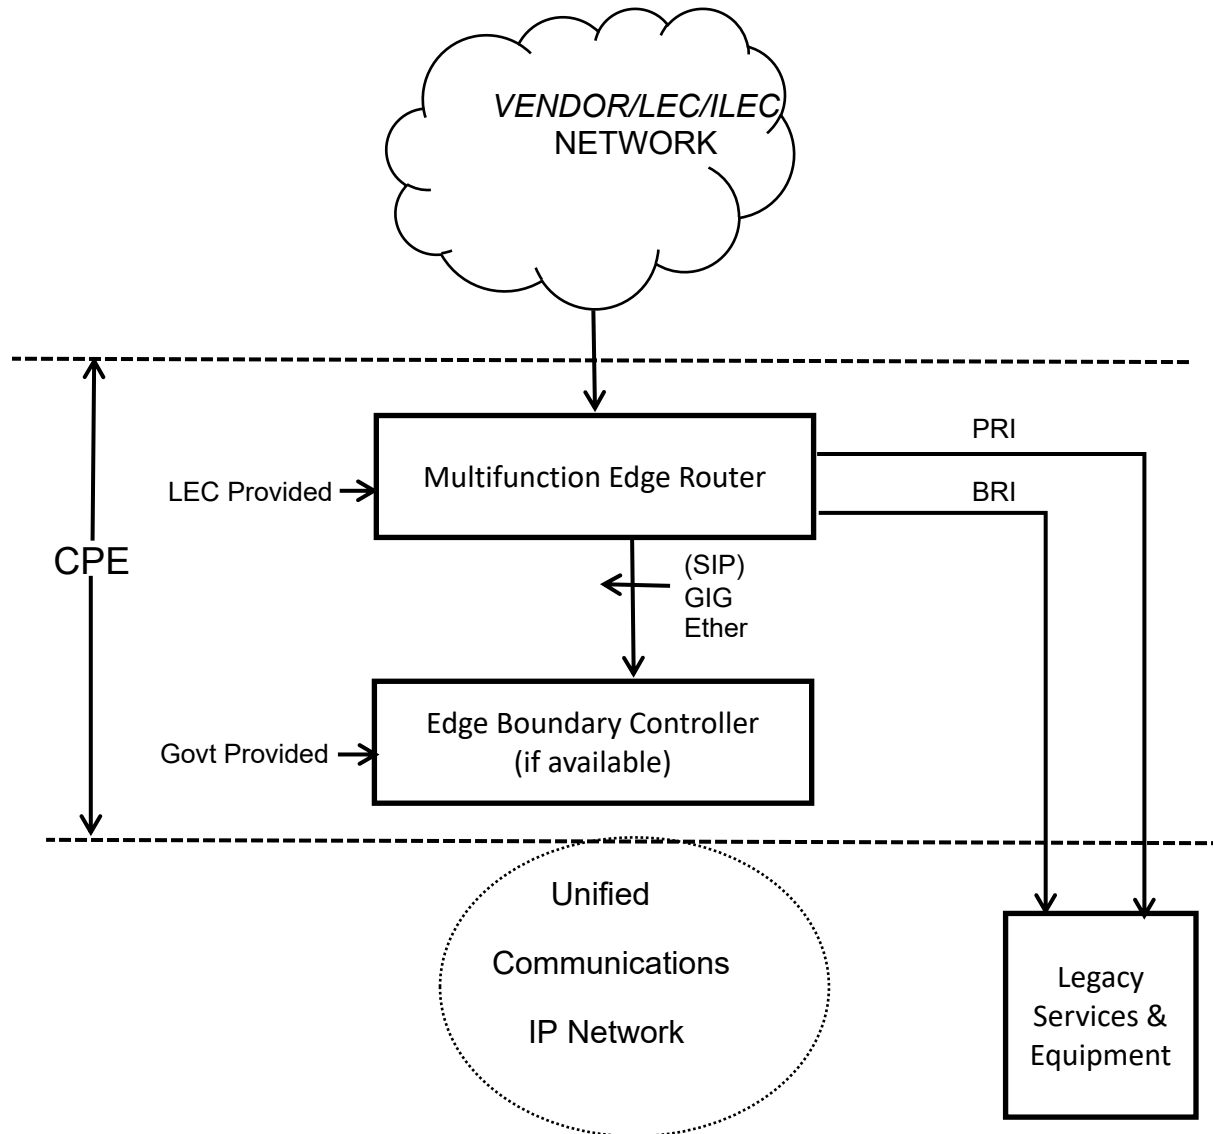 VENDOR/LEC/ILEC
NETWORK
PRI
Multifunction Edge Router
LEC Provided
BRI
CPE
(SIP)
GIG
Ether
Edge Boundary Controller
(if available)
Govt Provided
Unified
Communications
IP Network
Legacy
Services &
Equipment